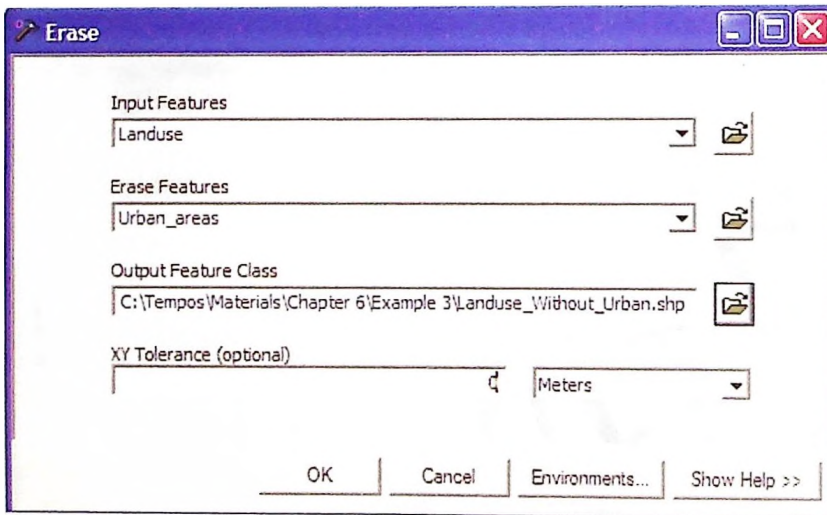 Erase
Input Features
Landuse
Erase Features
Urban_areas
Output Feature Class
C:\Tempos\Materials\Chapter 6\Example 3\Landuse_Without_Urban.shp
XY Tolerance (optional)
Meters
OK Cancel Environments... Show Help >>